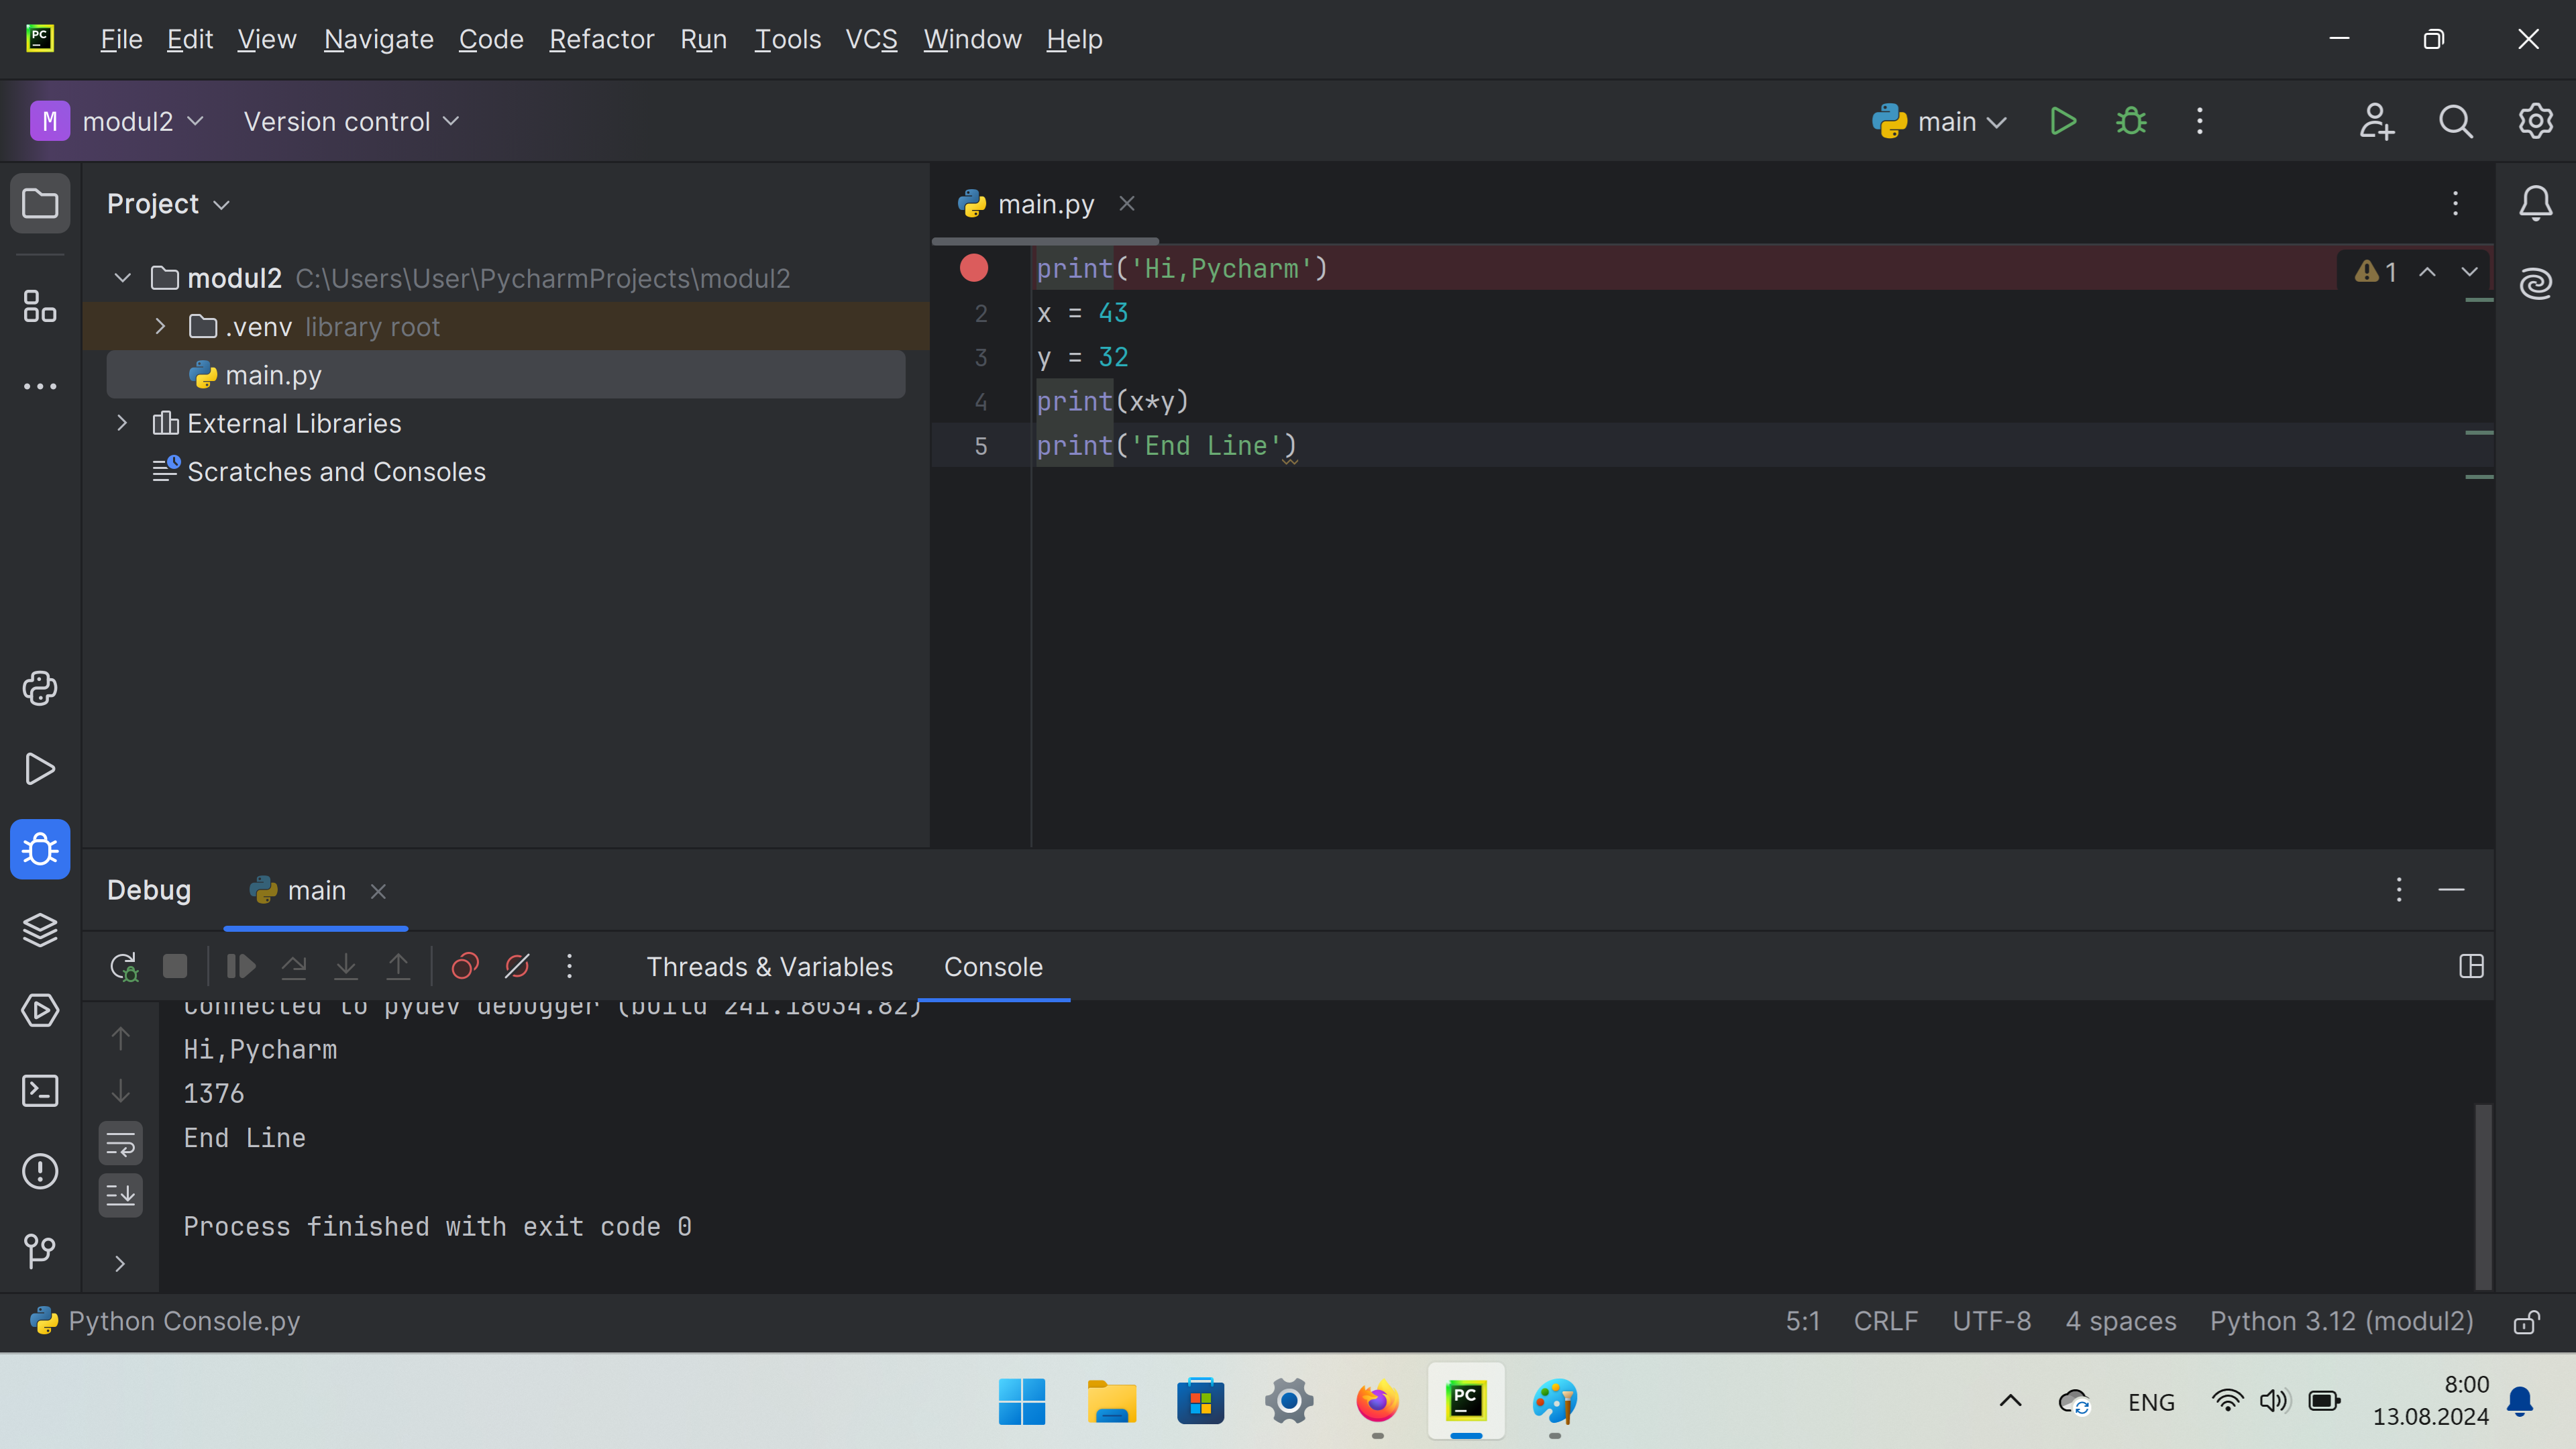 PC File Edit View Navigate Code Refactor Run Tools VCS Window Help
M modul2 Version control main
Project
modul2 C:\Users\User\PycharmProjects\modul2
.venv library root
main.py
External Libraries
Scratches and Consoles
main.py
print('Hi,Pycharm')
1
2 x = 43
3 y = 32
4 print(x*y)
5 print('End Line')
Debug main
Threads & Variables Console
Connected to pydev debugger (build 241.18034.82)
Hi,Pycharm
1376
End Line
Process finished with exit code 0
Python Console.py 5:1 CRLF UTF-8 4 spaces Python 3.12 (modul2)
PC ENG 8:00
13.08.2024